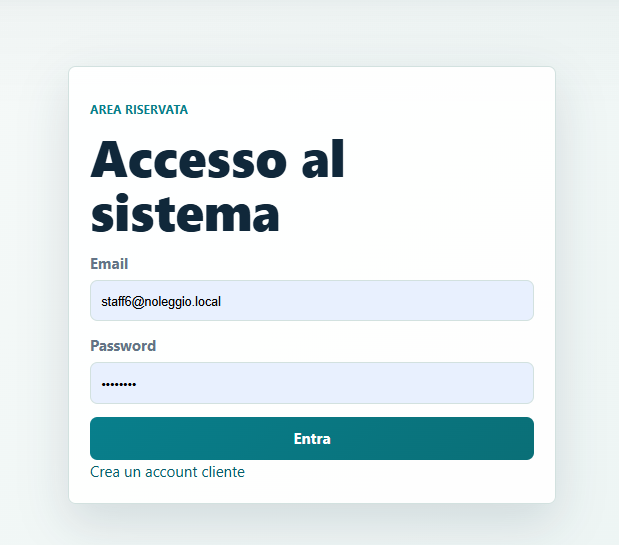 AREA RISERVATA
Accesso al
sistema
Email
staff6@noleggio.local
Password
••••••••
Entra
Crea un account cliente